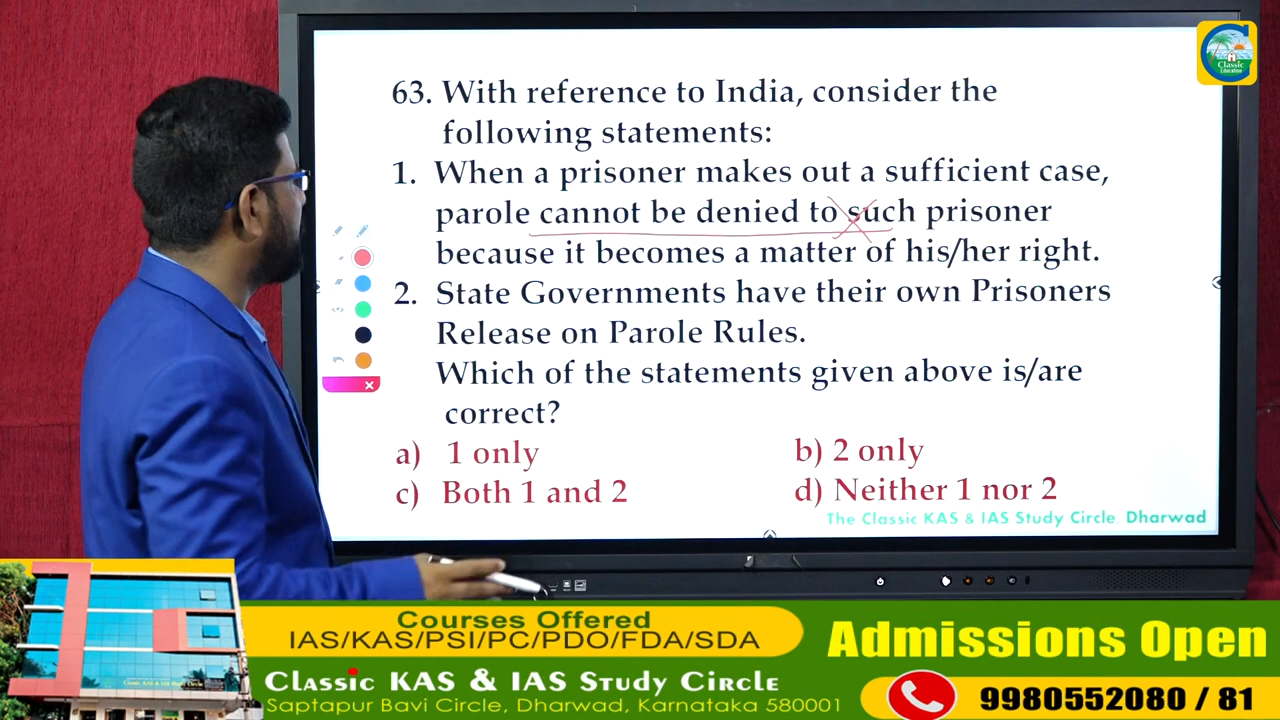 Classic
Education
63. With reference to India, consider the
following statements:
1. When a prisoner makes out a sufficient case,
parole cannot be denied to such prisoner
because it becomes a matter of his/her right.
2. State Governments have their own Prisoners
Release on Parole Rules.
Which of the statements given above is/are
correct?
a) 1 only
b) 2 only
c) Both 1 and 2
d) Neither 1 nor 2
The Classic KAS & IAS Study Circle, Dharwad
Courses Offered
IAS/KAS/PSI/PC/PDO/FDA/SDA
Classic KAS & IAS Study Circle
Saptapur Bavi Circle, Dharwad, Karnataka 580001
Admissions Open
9980552080 / 81